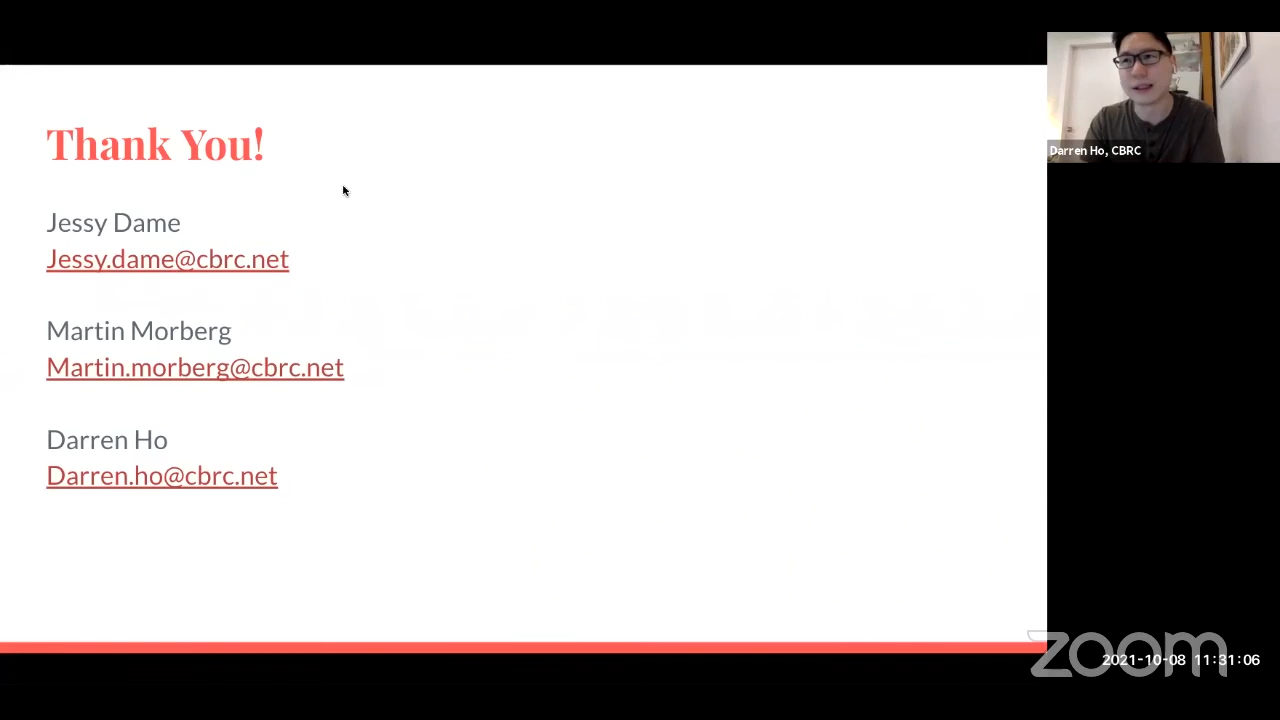 Thank You!
Jessy Dame
Jessy.dame@cbrc.net
Martin Morberg
Martin.morberg@cbrc.net
Darren Ho
Darren.ho@cbrc.net
Darren Ho, CBRC
zoom
2021-10-08 11:31:06